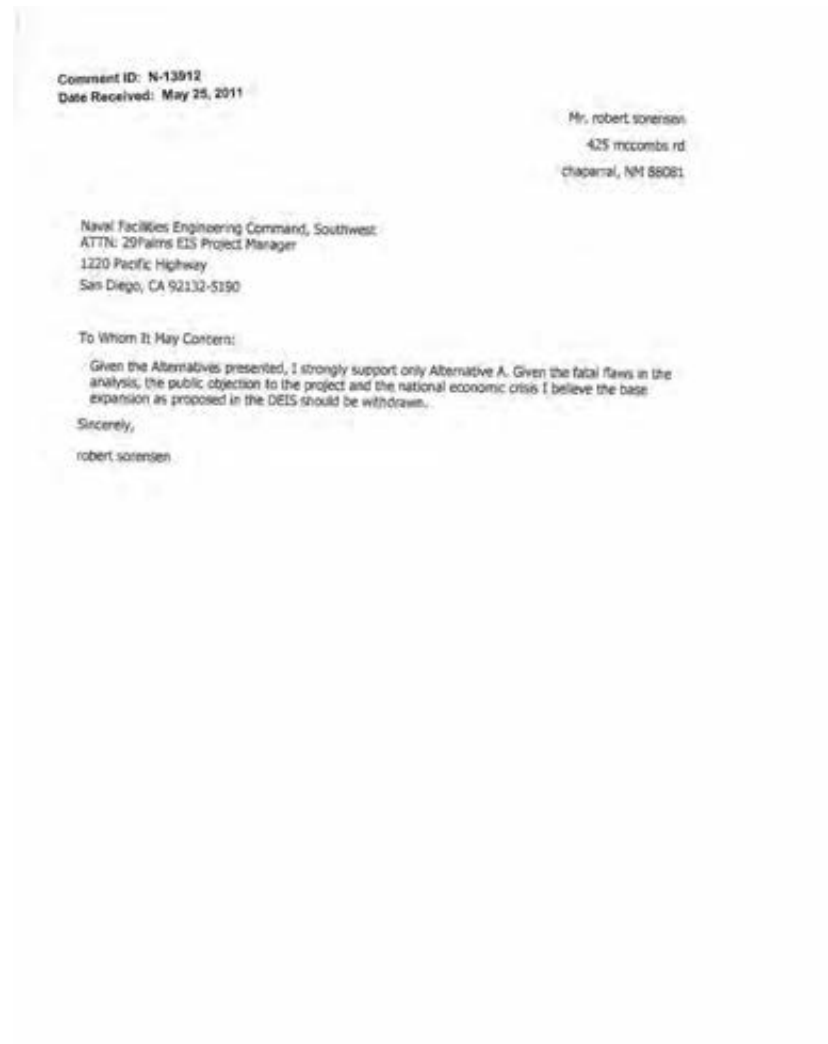 Comment ID: N-13912
Date Received: May 25, 2011
Mr. robert sorensen
425 mccombs rd
chaparral, NM 88081
Naval Facilities Engineering Command, Southwest
ATTN: 29Palms EIS Project Manager
1220 Pacific Highway
San Diego, CA 92132-5190
To Whom It May Concern:
Given the Alternatives presented, I strongly support only Alternative A. Given the fatal flaws in the
analysis, the public objection to the project and the national economic crisis I believe the base
expansion as proposed in the DEIS should be withdrawn.
Sincerely,
robert sorensen